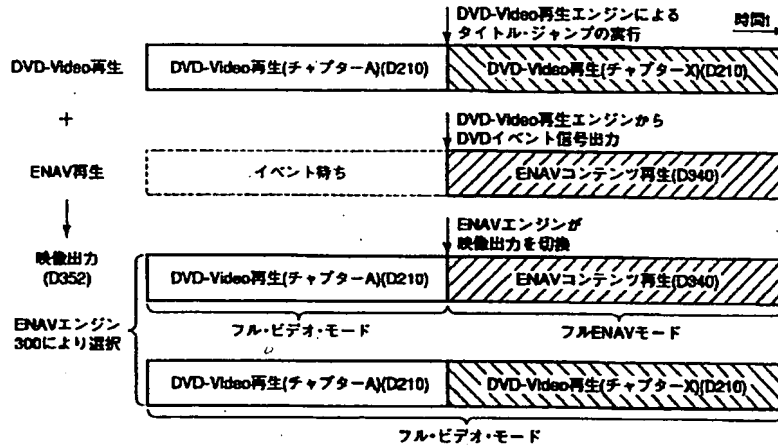 DVD-Video再生エンジンによる
タイトル・ジャンプの実行
時間t
DVD-Video再生
DVD-Video再生(チャプターA)(D210)
DVD-Video再生(チャプターX)(D210)
+
DVD-Video再生エンジンから
DVDイベント信号出力
ENAV再生
イベント待ち
ENAVコンテンツ再生(D340)
ENAVエンジンが
映像出力を切換
映像出力
(D352)
DVD-Video再生(チャプターA)(D210)
ENAVコンテンツ再生(D340)
フル・ビデオ・モード
フルENAVモード
ENAVエンジン
300により選択
DVD-Video再生(チャプターA)(D210)
DVD-Video再生(チャプターX)(D210)
フル・ビデオ・モード